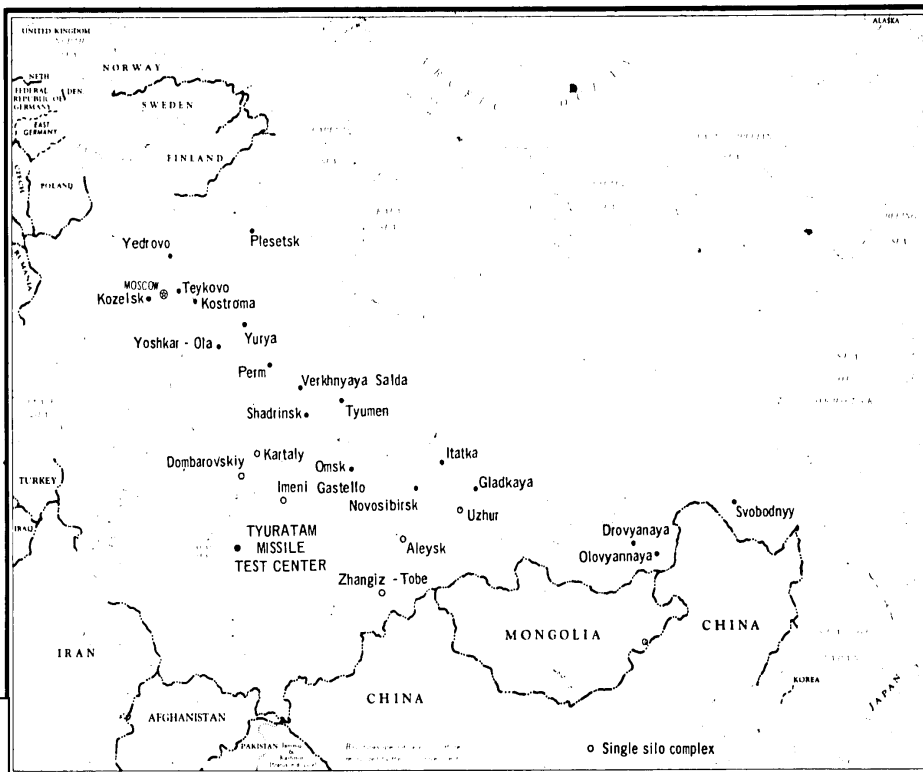 UNITED KINGDOM
ALASKA
NORWAY
NETH
FEDERAL
REPUBLIC OF
GERMANY
DEN
SWEDEN
EAST
GERMANY
FINLAND
CZECH
POLAND
Plesetsk
Yedrovo
MOSCOW
Teykovo
Kozelsk
Kostroma
Yurya
Yoshkar-Ola
Perm
Verkhnyaya Salda
Tyumen
Shadrinsk
Kartaly
Dombarovskiy
Omsk
Itatka
Imeni
Gastello
Novosibirsk
Gladkaya
Uzhur
TURKEY
IRAQ
Svobodnyy
Drovyanaya
Olovyannaya
TYURATAM
MISSILE
TEST CENTER
Aleysk
Zhangiz-Tobe
MONGOLIA
CHINA
IRAN
CHINA
KOREA
JAPAN
AFGHANISTAN
PAKISTAN
Single silo complex